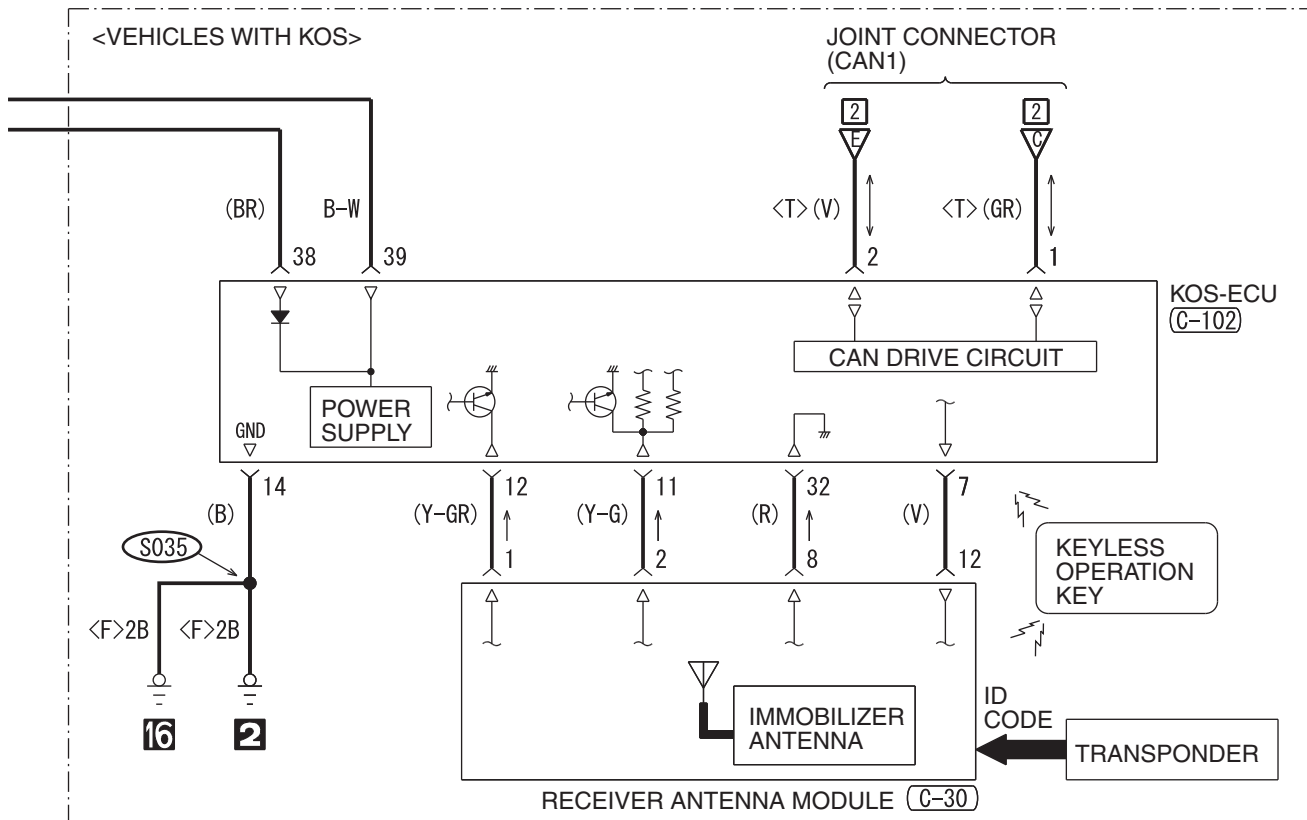 <VEHICLES WITH KOS>
JOINT CONNECTOR
(CAN1)
2
2
E
C
(BR)
B-W
<T>(V)
<T>(GR)
38
39
2
1
KOS-ECU
C-102
CAN DRIVE CIRCUIT
POWER
SUPPLY
GND
14
12
11
32
7
(B)
(Y-GR)
(Y-G)
(R)
(V)
1
2
8
12
S035
KEYLESS
OPERATION
KEY
<F>2B
<F>2B
16
2
IMMOBILIZER
ANTENNA
ID
CODE
TRANSPONDER
RECEIVER ANTENNA MODULE
C-30